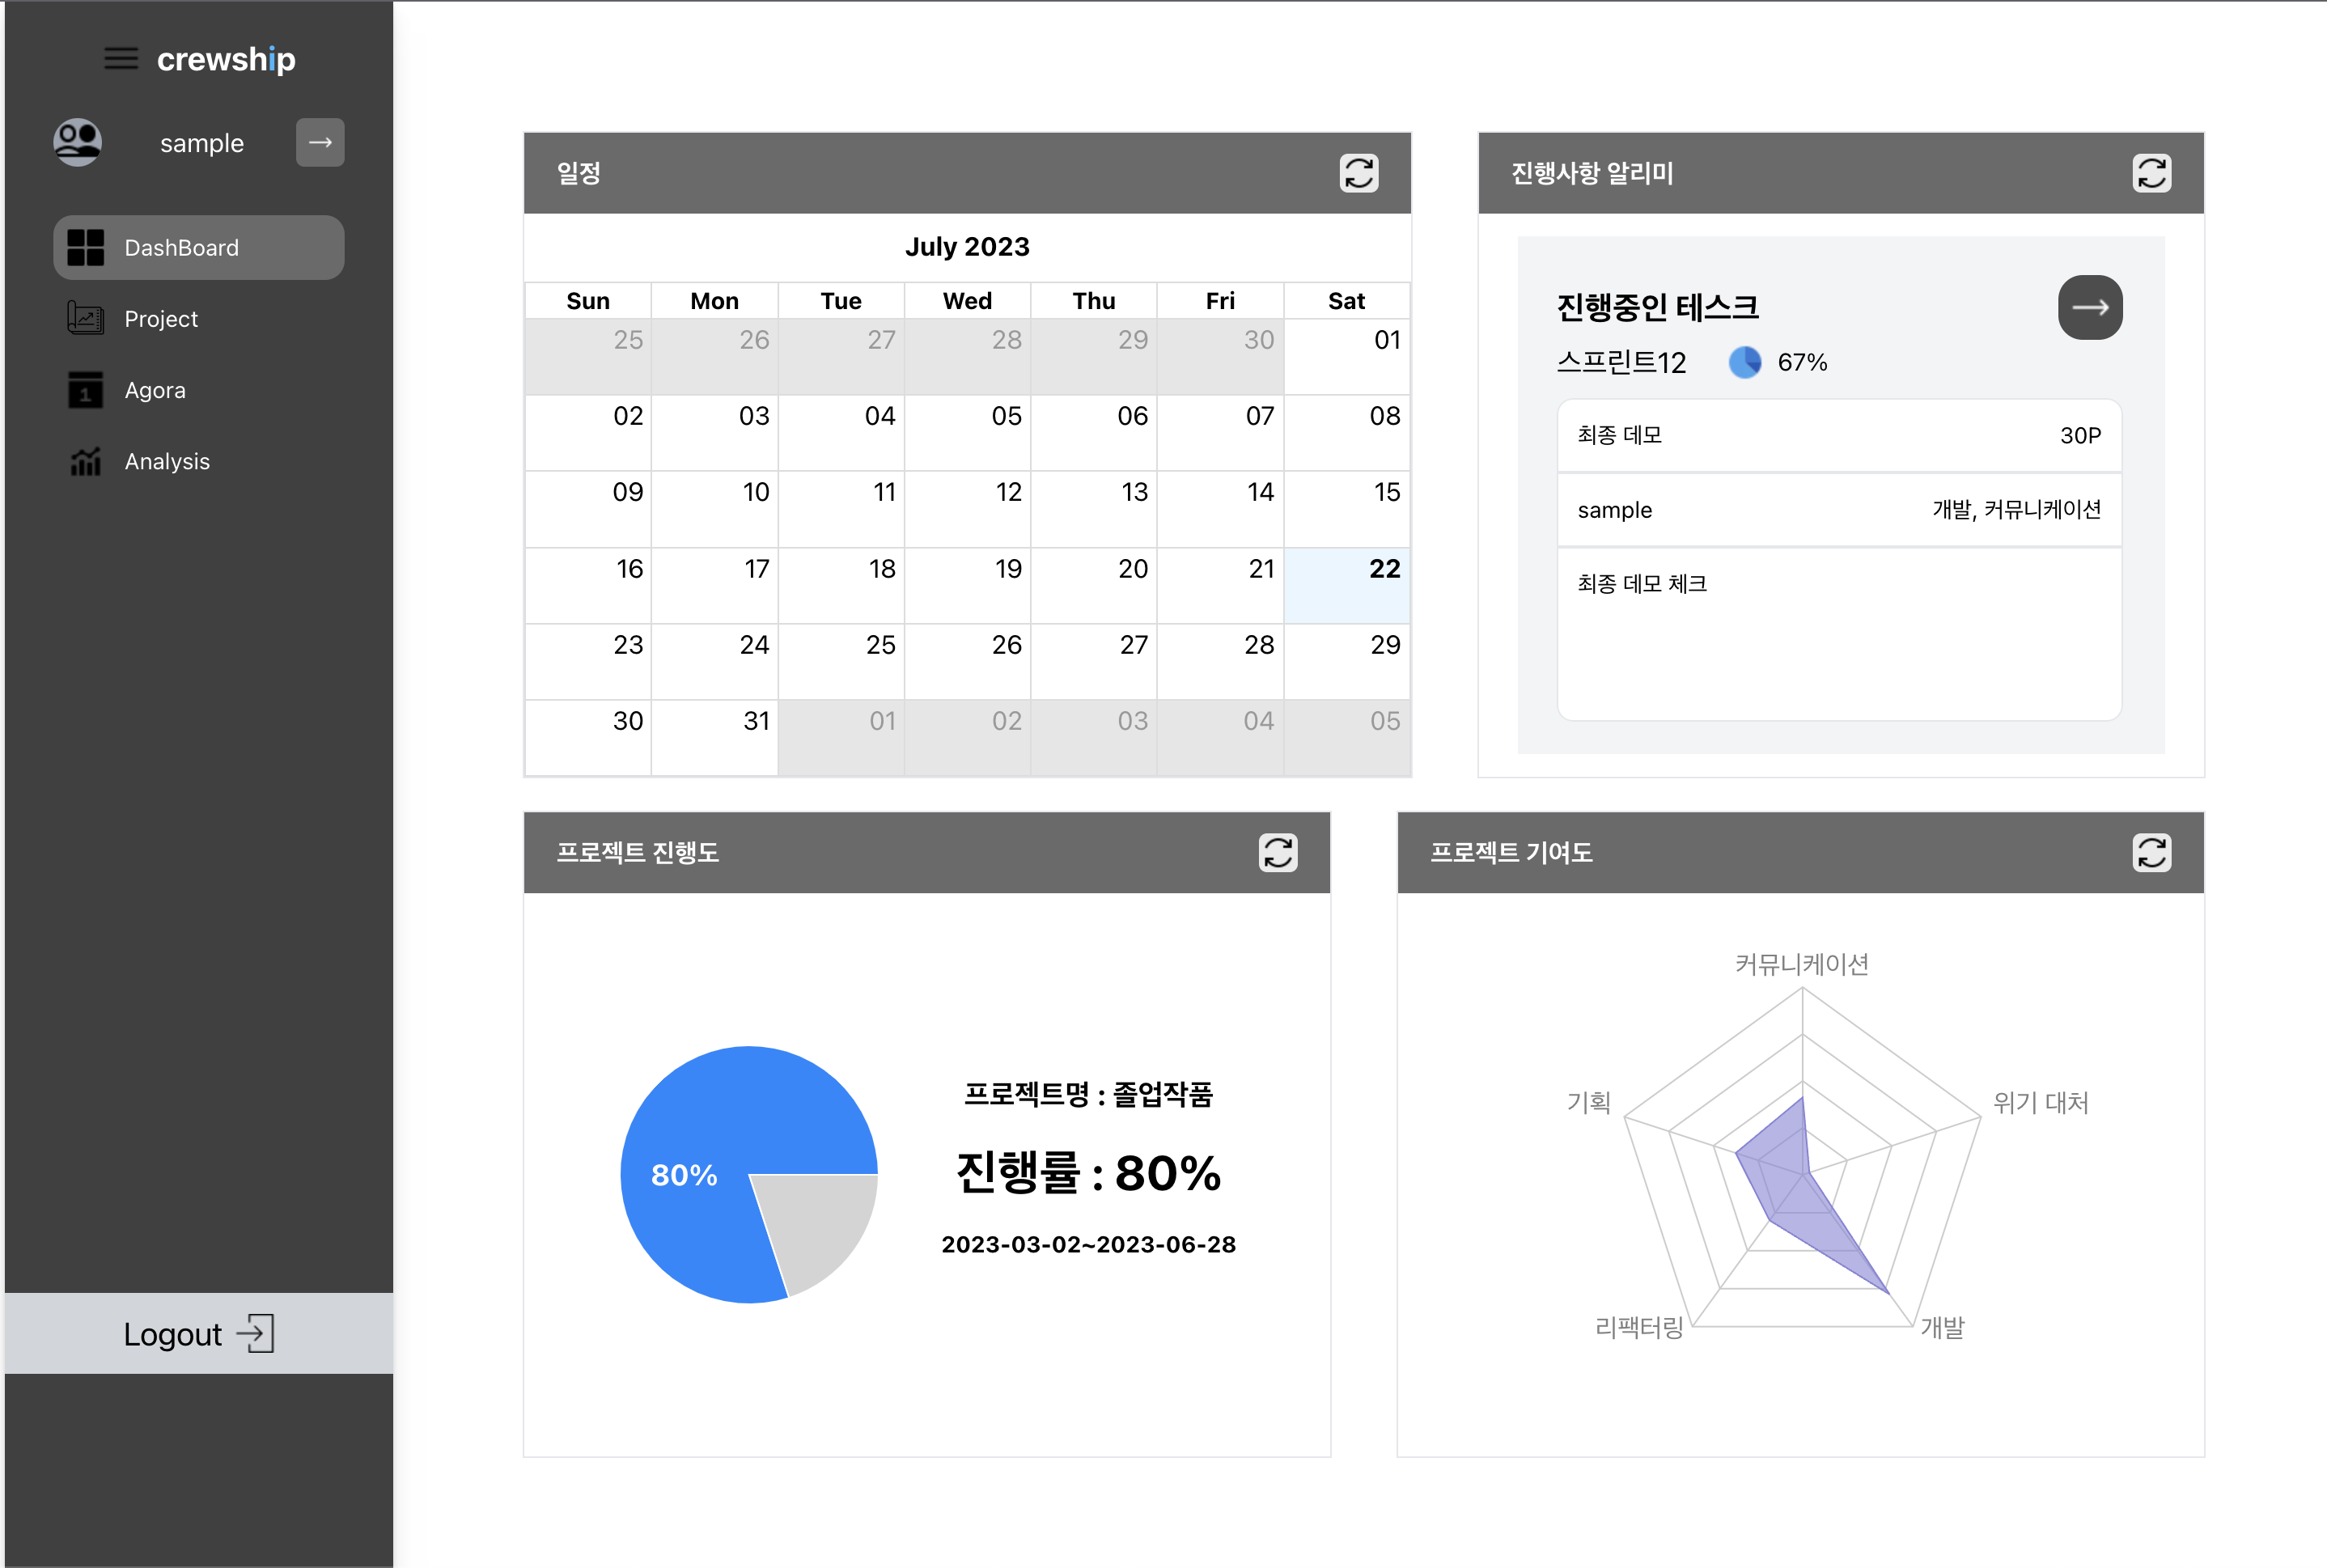 crewship
sample
DashBoard
Project
1
Agora
Analysis
Logout
일정
July 2023
Sun Mon Tue Wed Thu Fri Sat
25 26 27 28 29 30 01
02 03 04 05 06 07 08
09 10 11 12 13 14 15
16 17 18 19 20 21 22
23 24 25 26 27 28 29
30 31 01 02 03 04 05
진행사항 알리미
진행중인 테스크
스프린트12 67%
최종 데모 30P
sample 개발, 커뮤니케이션
최종 데모 체크
프로젝트 진행도
80%
프로젝트명 : 졸업작품
진행률 : 80%
2023-03-02~2023-06-28
프로젝트 기여도
커뮤니케이션
기획
위기 대처
리팩터링
개발